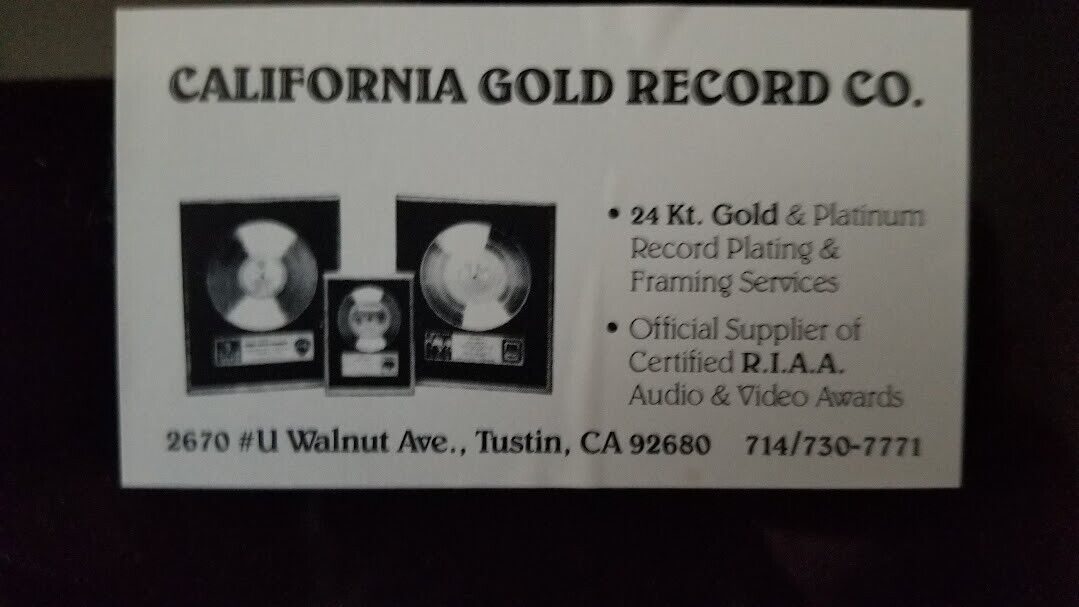 CALIFORNIA GOLD RECORD CO.
• 24 Kt. Gold & Platinum
Record Plating &
Framing Services
• Official Supplier of
Certified R.I.A.A.
Audio & Video Awards
2670 #U Walnut Ave., Tustin, CA 92680 714/730-7771